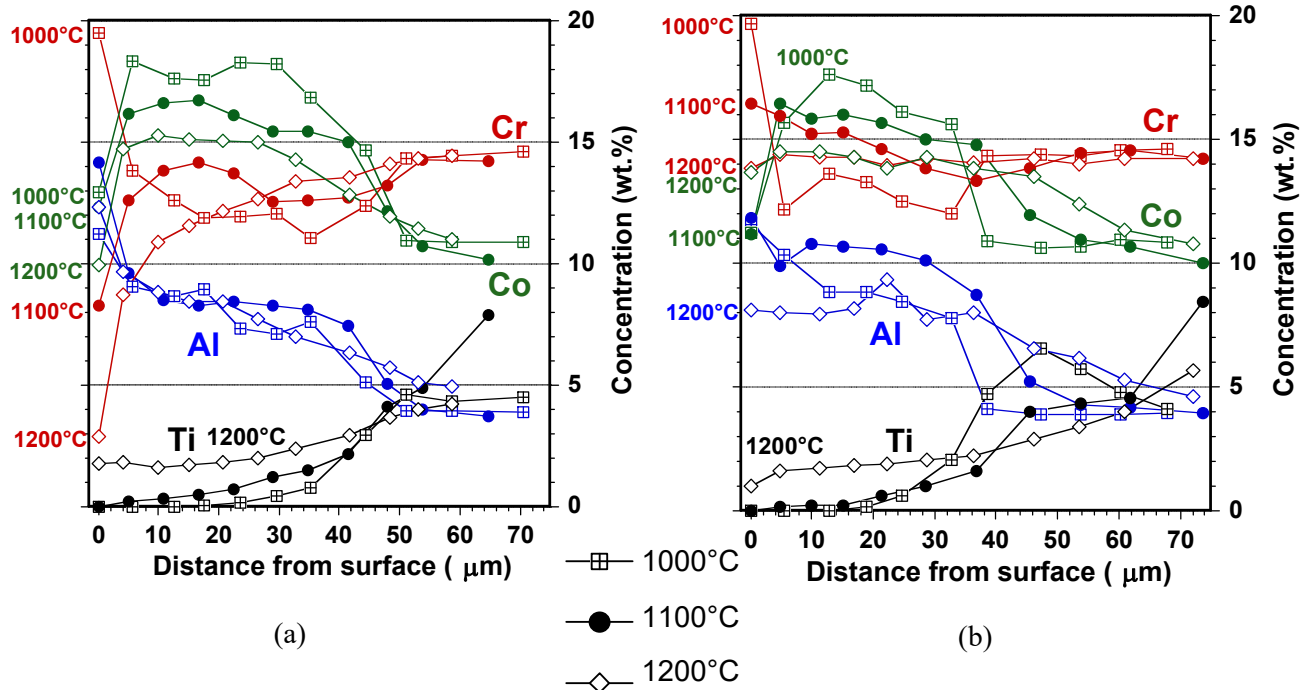 1000°C
1000°C
1100°C
1200°C
1100°C
1200°C
Cr
Co
Al
Ti
1200°C
20
15
10
5
0
Concentration (wt.%)
0 10 20 30 40 50 60 70
Distance from surface ( μm)
(a)
1000°C
1100°C
1200°C
1200°C
1100°C
1200°C
1000°C
Cr
Co
Al
Ti
1200°C
20
15
10
5
0
Concentration (wt.%)
0 10 20 30 40 50 60 70
Distance from surface ( μm)
(b)
1000°C
1100°C
1200°C